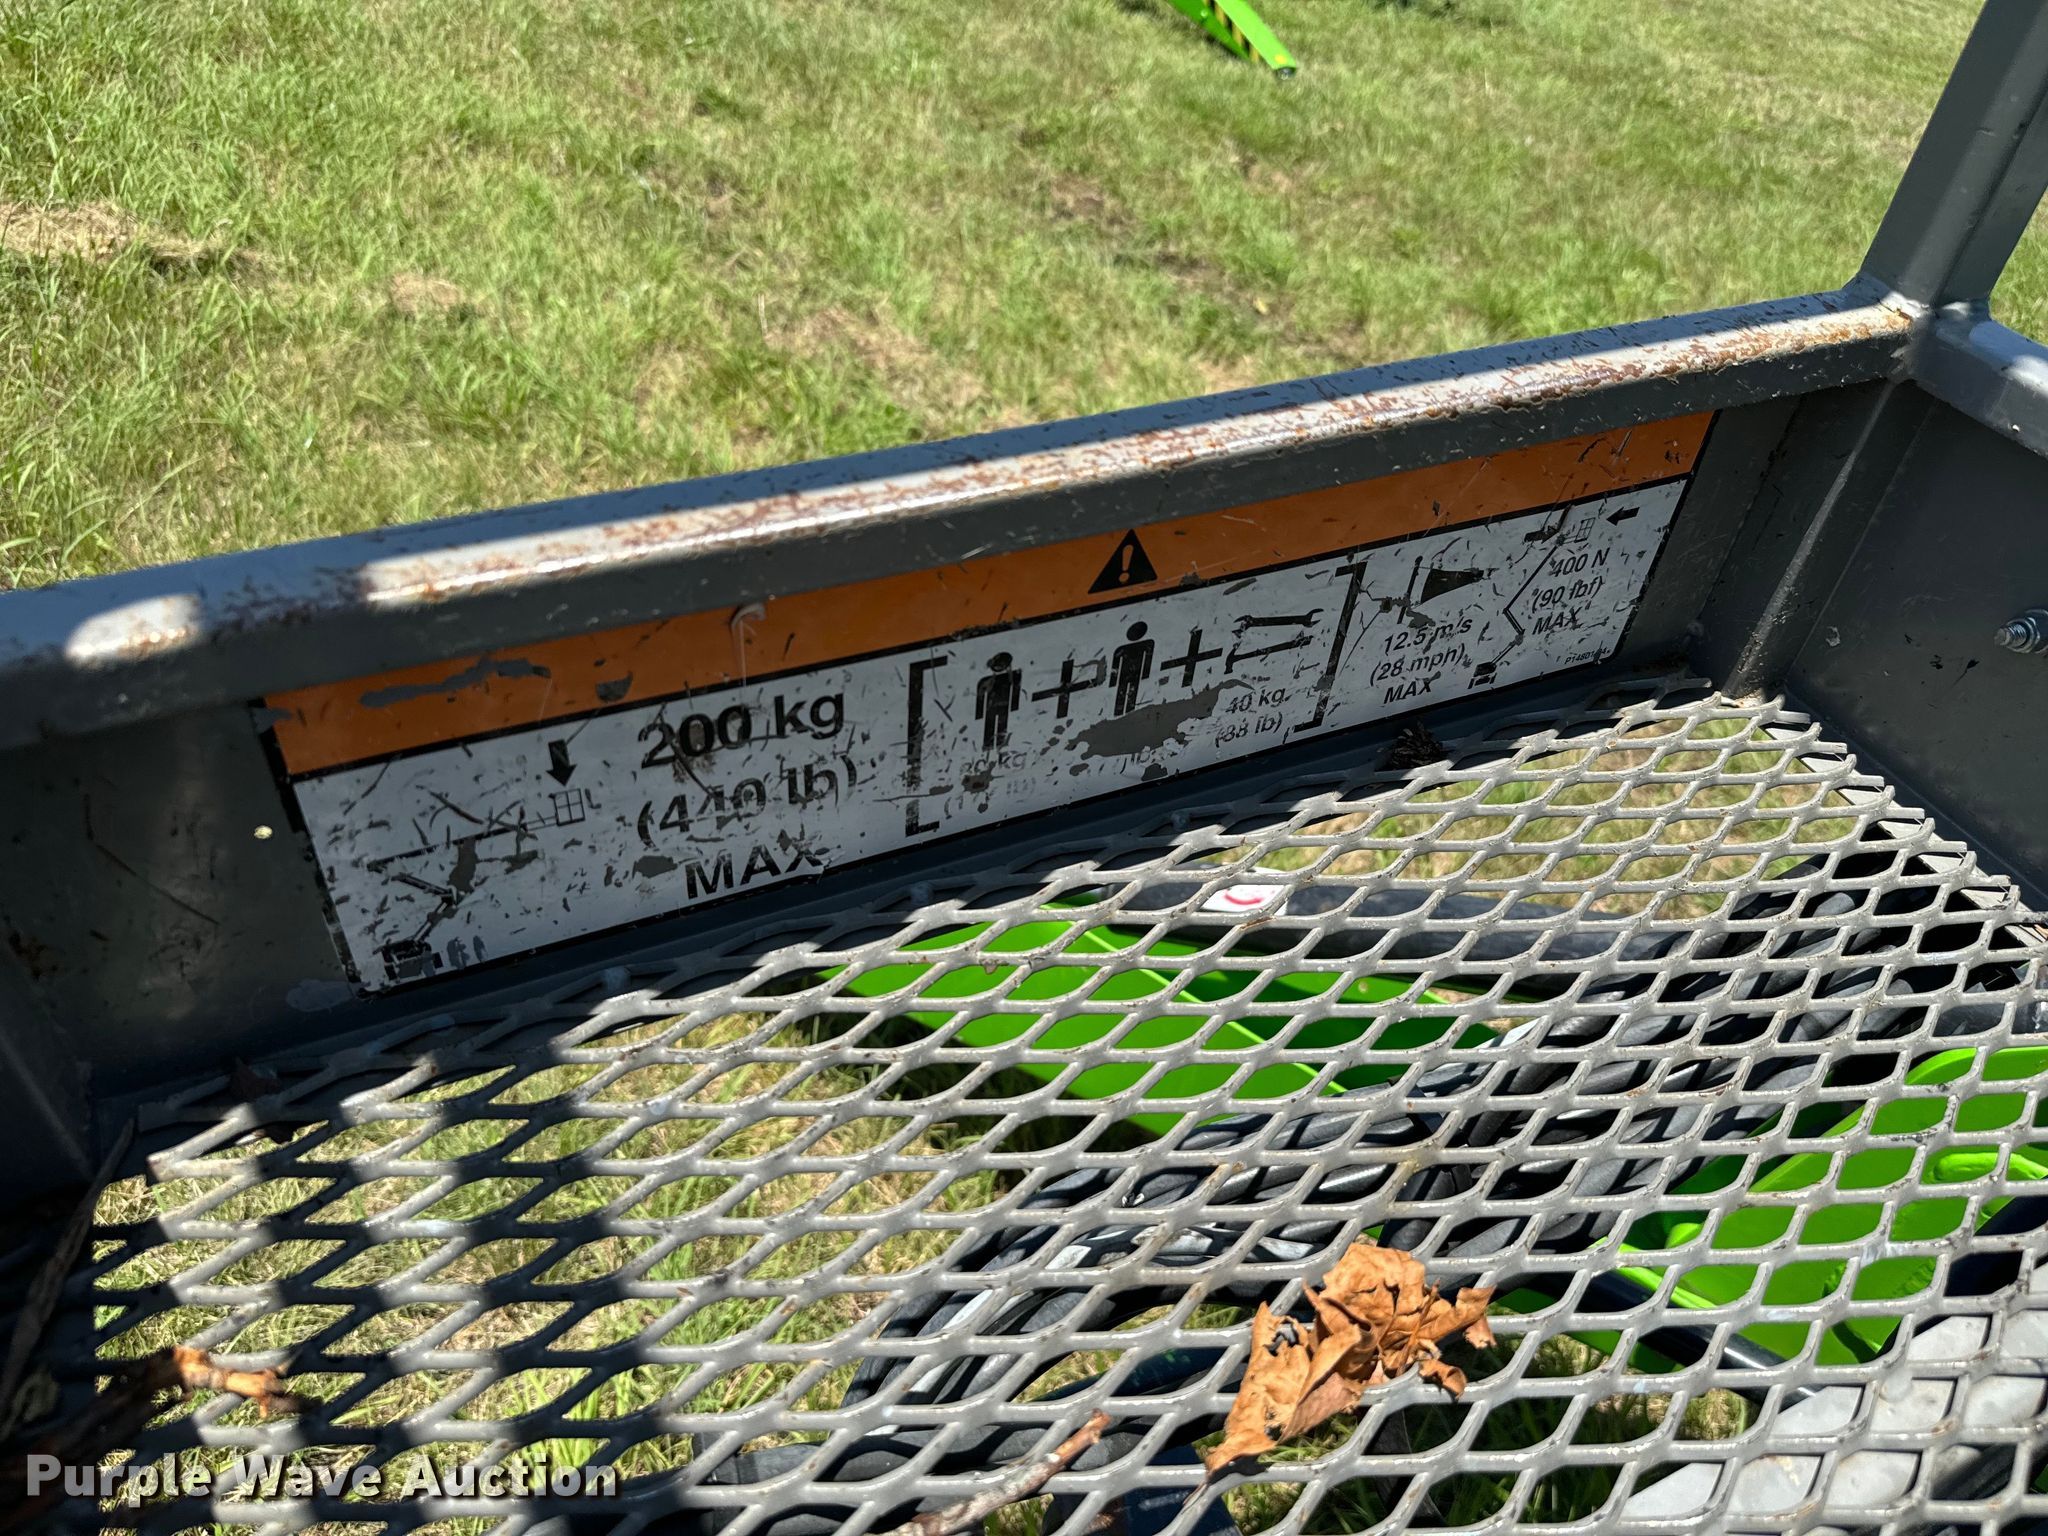 200 kg
(440 lb)
MAX
40 kg
(88 lb)
12.5 m/s
(28 mph)
MAX
400 N
(90 lbf)
MAX
Purple Wave Auction